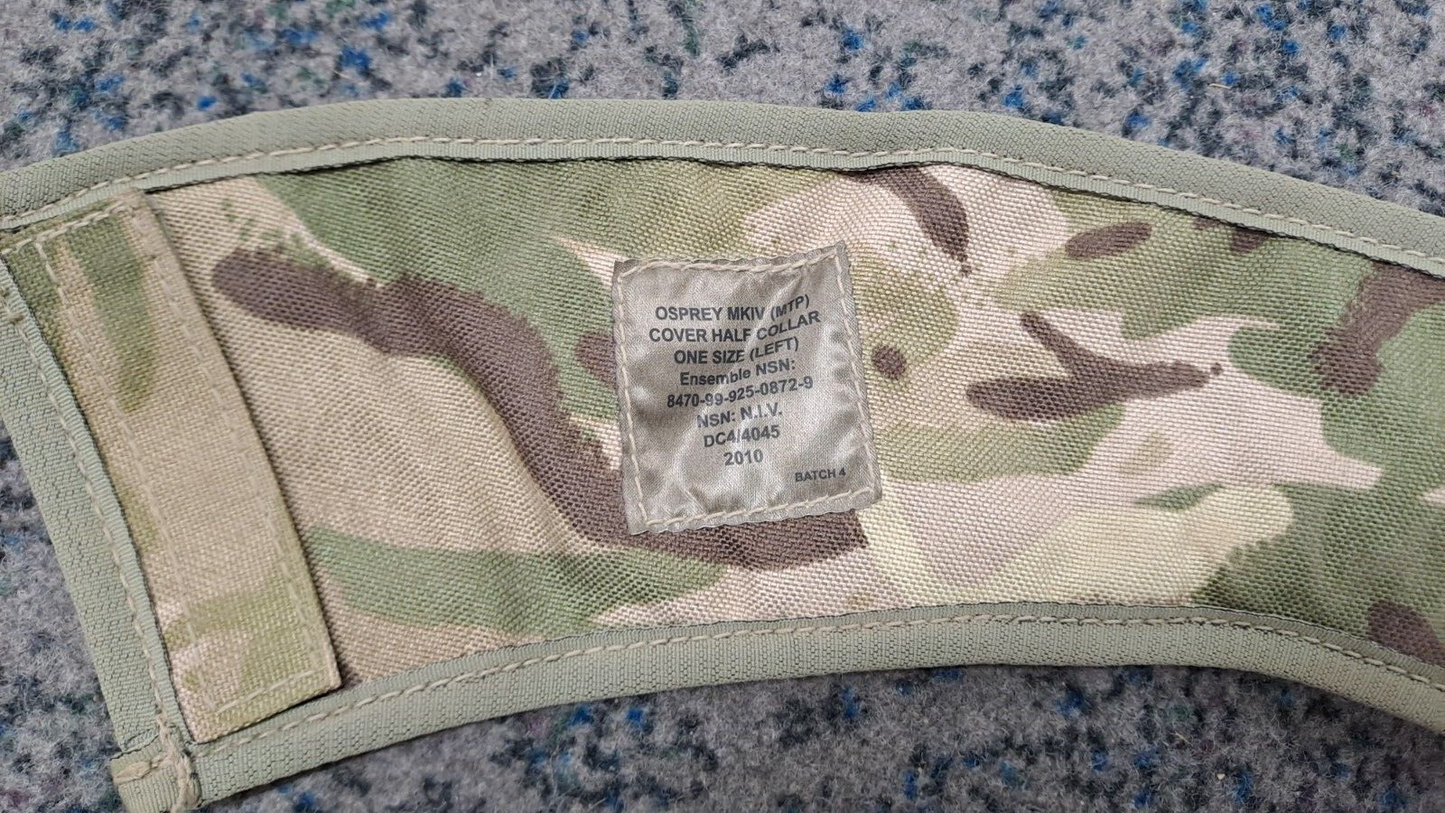 OSPREY MKIV (MTP)
COVER HALF COLLAR
ONE SIZE (LEFT)
Ensemble NSN:
8470-99-925-0872-9
NSN: N.I.V.
DC4/4045
2010
BATCH 4